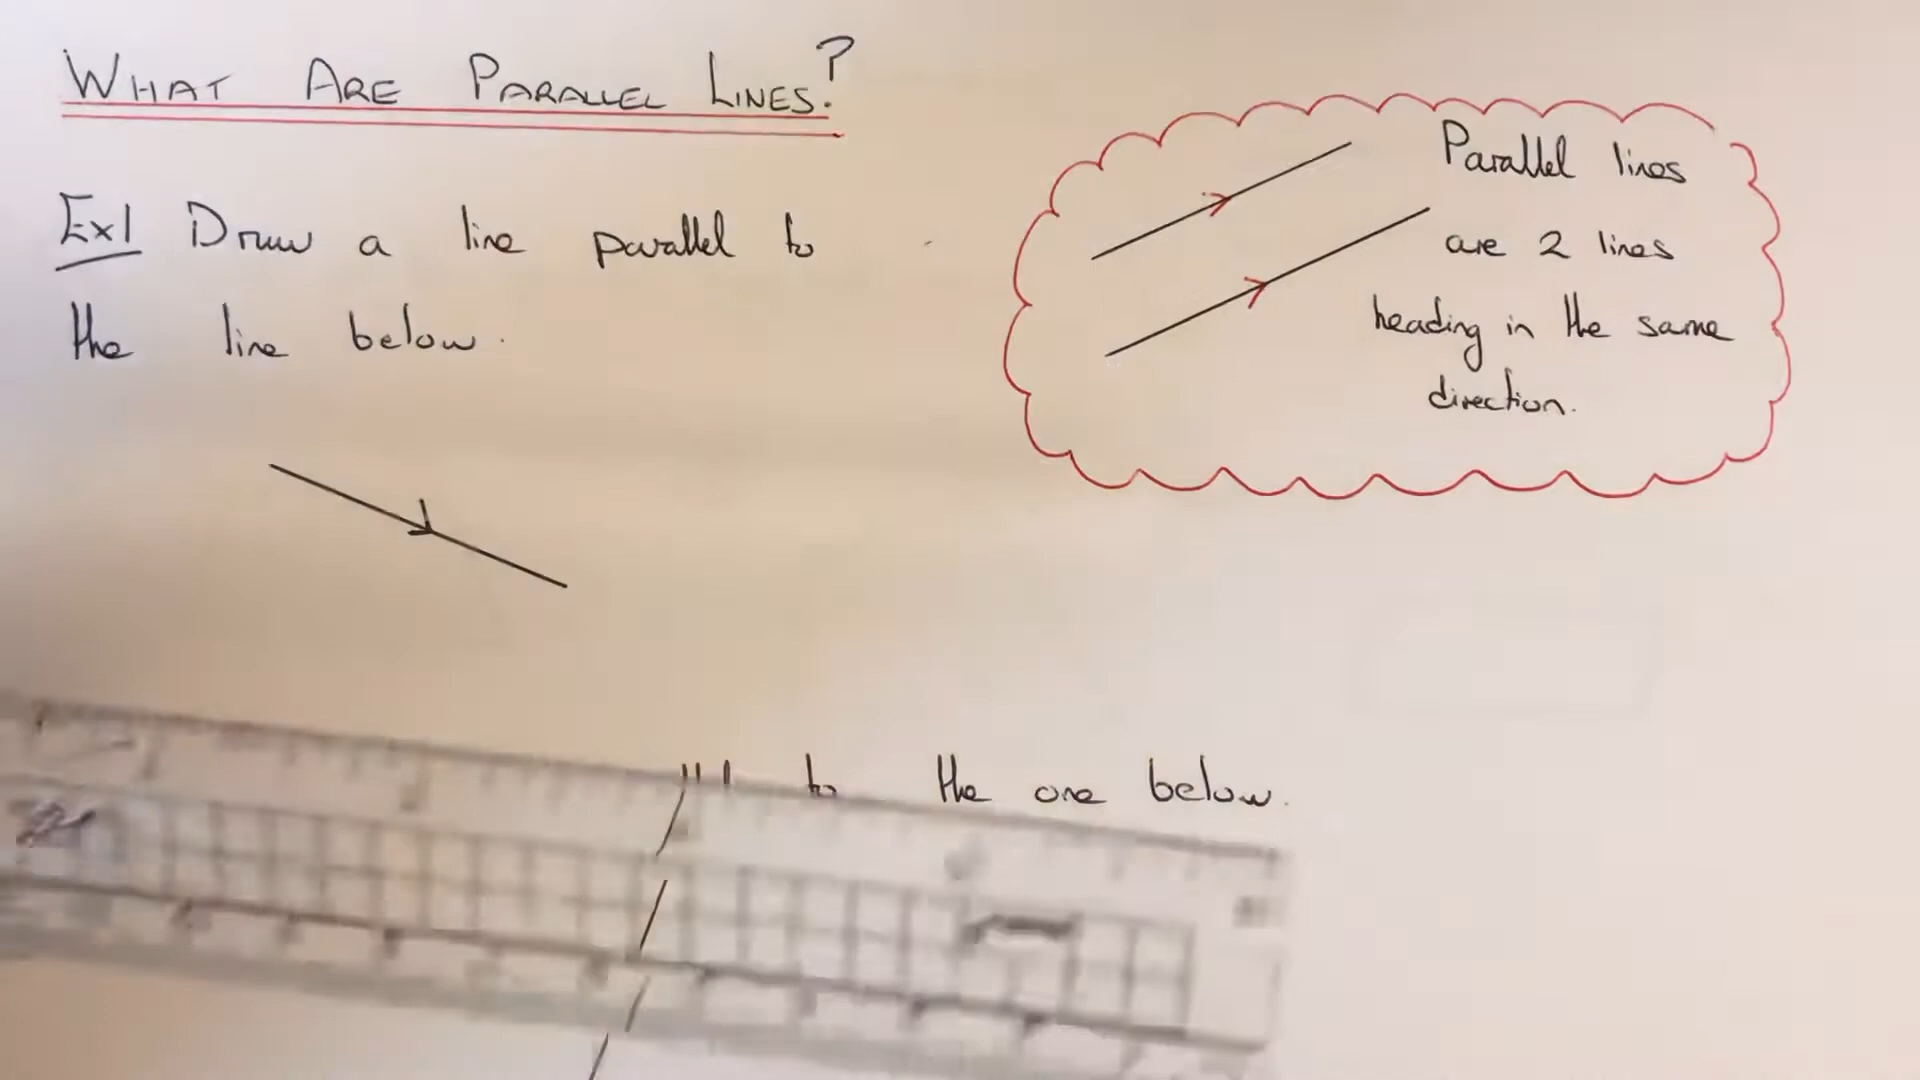 WHAT ARE PARALLEL LINES?
Ex1 Draw a line parallel to
the line below.
Parallel lines
are 2 lines
heading in the same
direction.
to the one below.